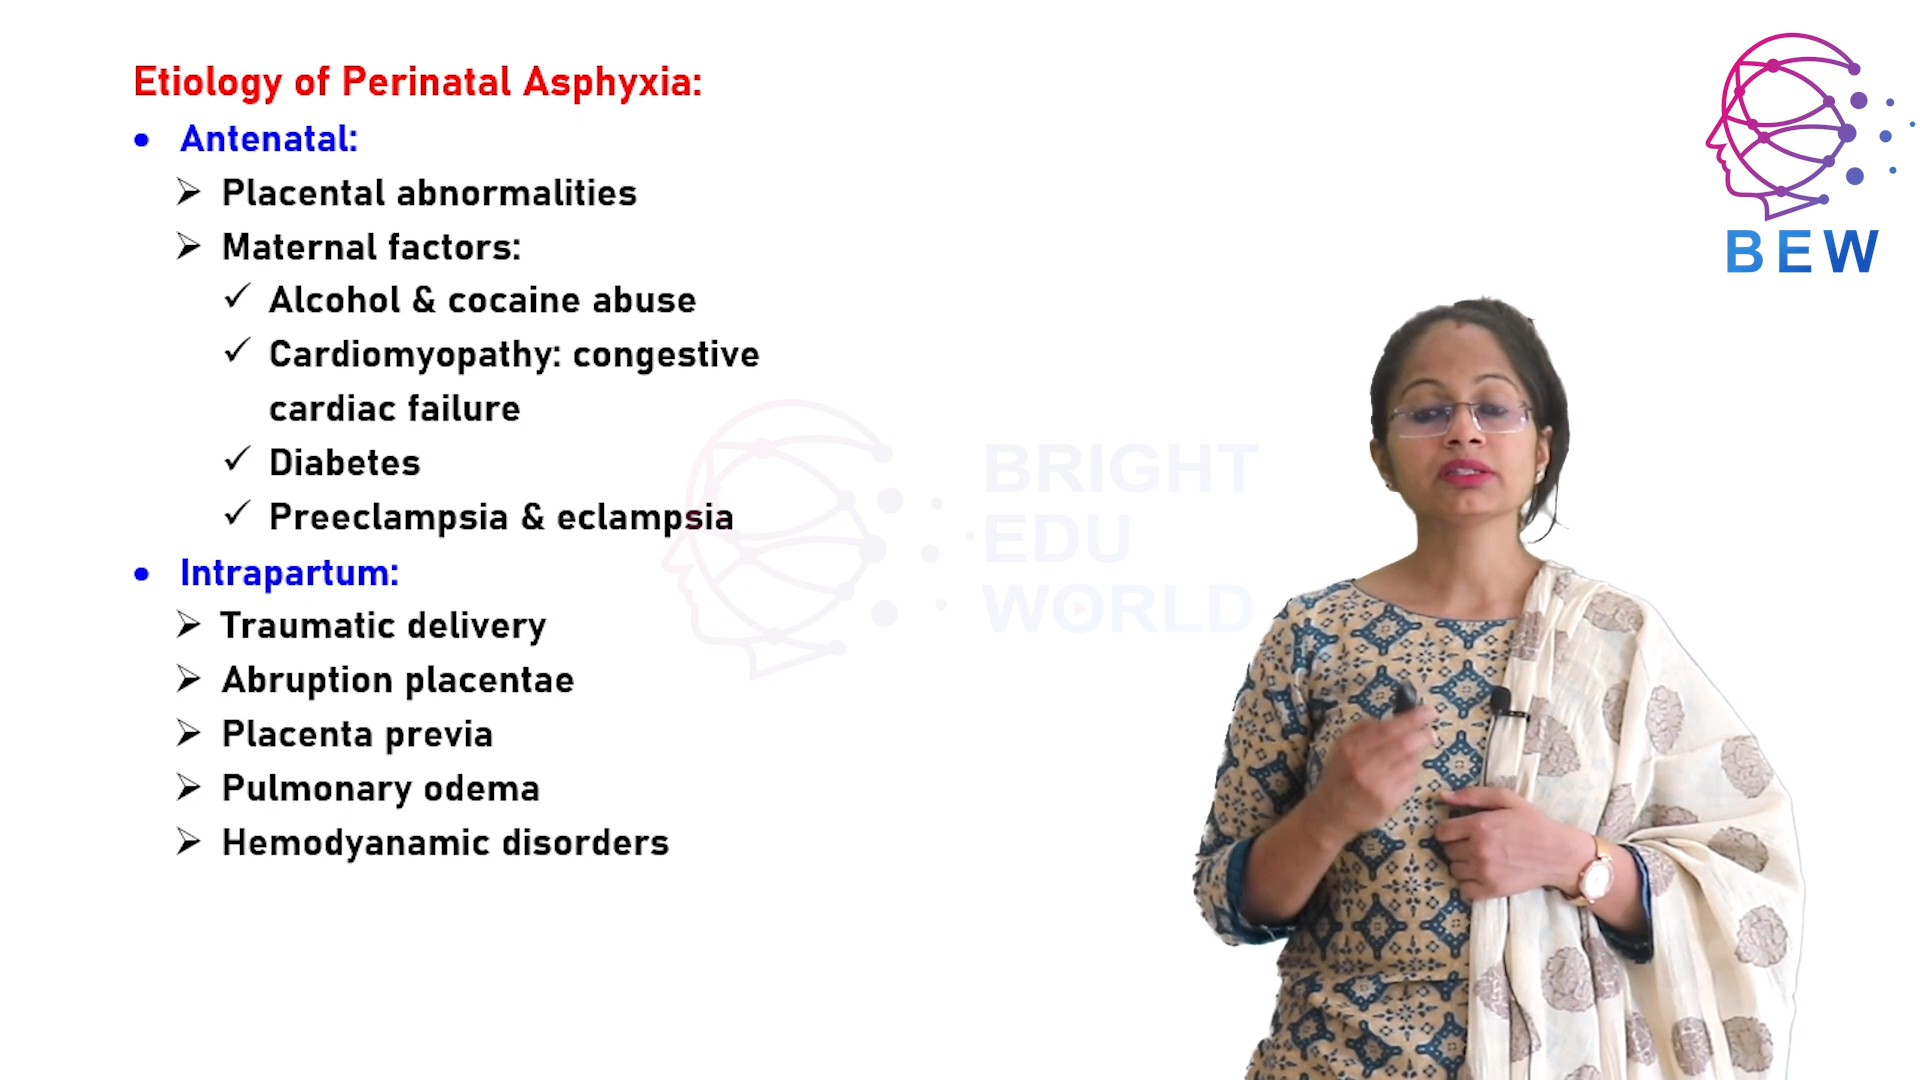 Etiology of Perinatal Asphyxia:
• Antenatal:
➢ Placental abnormalities
➢ Maternal factors:
✓ Alcohol & cocaine abuse
✓ Cardiomyopathy: congestive
cardiac failure
✓ Diabetes
✓ Preeclampsia & eclampsia
• Intrapartum:
➢ Traumatic delivery
➢ Abruption placentae
➢ Placenta previa
➢ Pulmonary odema
➢ Hemodyanamic disorders
BEW
BRIGHT
EDU
WORLD